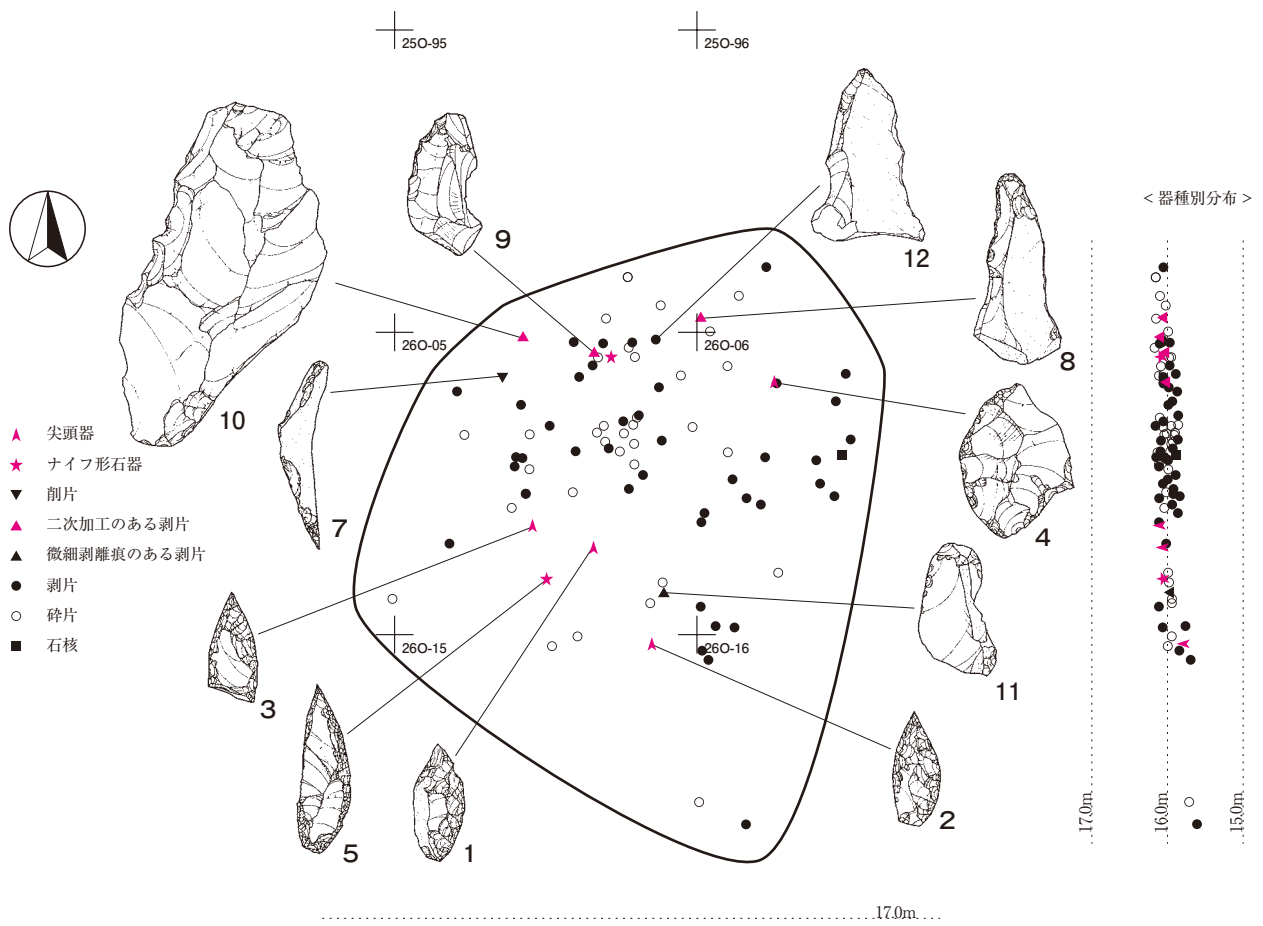 25O-95
25O-96
9
12
8
< 器種別分布 >
26O-05
26O-06
10
7
4
尖頭器
ナイフ形石器
削片
二次加工のある剥片
微細剥離痕のある剥片
剥片
砕片
石核
26O-15
26O-16
3
11
5
1
2
17.0m
16.0m
15.0m
17.0m